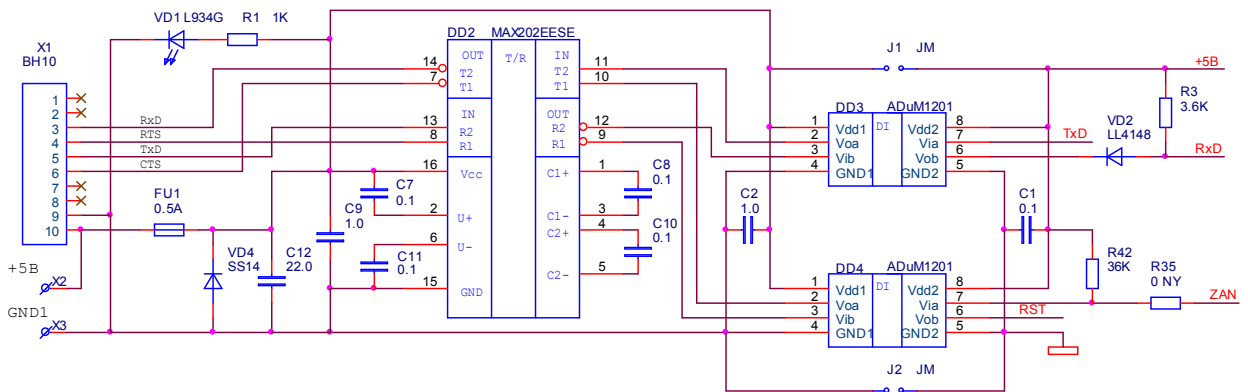 VD1 L934G R1 1K
DD2 MAX202EESE
X1
BH10
1
2
3
4
5
6
7
8
9
10
RxD
RTS
TxD
CTS
FU1
0.5A
VD4
SS14
C12
22.0
C9
1.0
+5B
X2
GND1
X3
OUT T/R IN
14 T2 T2 11
7 T1 T1 10
IN OUT
13 R2 R2 12
8 R1 R1 9
16 Vcc C1+ 1
C7
0.1
C8
0.1
2 U+ C1- 3
C2+ 4
6 U-
C11
0.1
C10
0.1
C2- 5
15 GND
J1 JM
+5B
R3
3.6K
DD3 ADuM1201
1 Vdd1 DI Vdd2 8
2 Voa Via 7
3 Vib Vob 6
4 GND1 GND2 5
TxD
VD2
LL4148
RxD
C2
1.0
C1
0.1
R42
36K
R35
0 NY
ZAN
DD4 ADuM1201
1 Vdd1 DI Vdd2 8
2 Voa Via 7
3 Vib Vob 6
4 GND1 GND2 5
RST
J2 JM